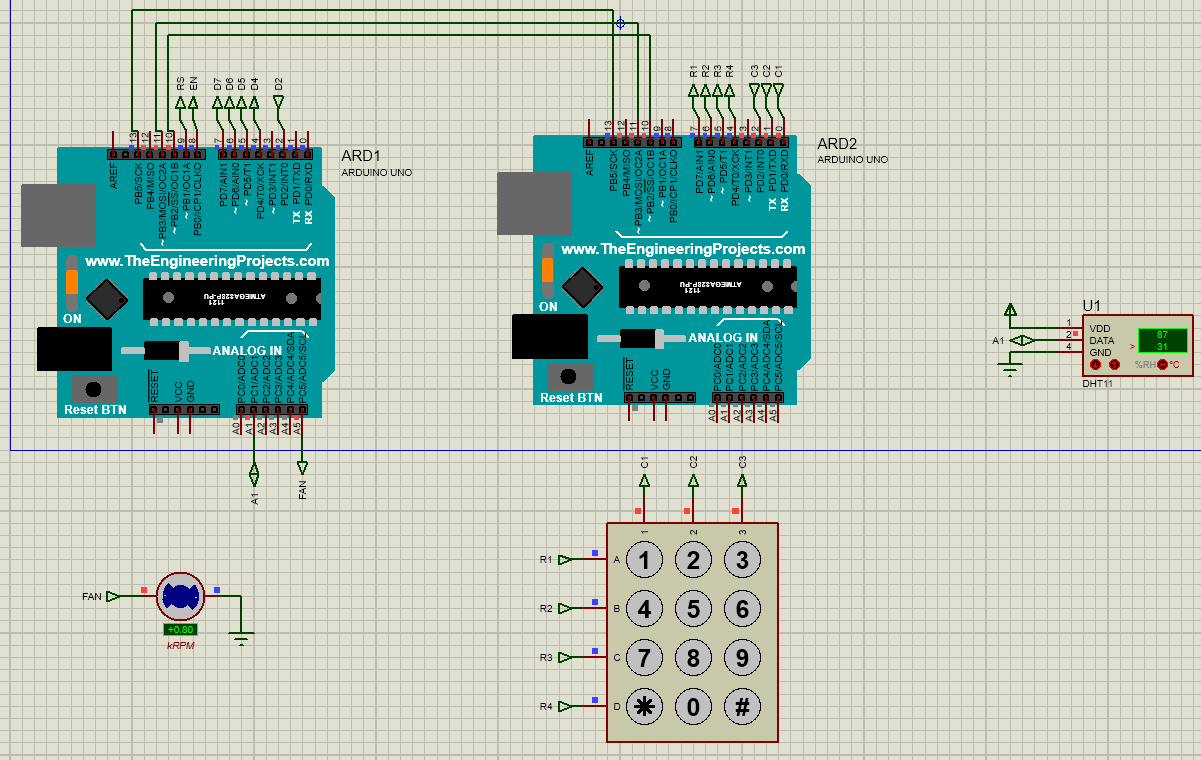 RS
EN
D7
D6
D5
D4
D2
13
12
11
10
9
8
7
6
5
4
3
2
1
0
ARD1
ARDUINO UNO
AREF
PB5/SCK
PB4/MISO
~PB3/MOSI/OC2A
~PB2/SS/OC1B
~PB1/OC1A
PB0/ICP1/CLKO
PD7/AIN1
~PD6/AIN0
~PD5/T1
PD4/T0/XCK
~PD3/INT1
PD2/INT0
TX PD1/TXD
RX PD0/RXD
www.TheEngineeringProjects.com
ATMEGA328P-PU
1121
ON
ANALOG IN
Reset BTN
RESET
VCC
GND
PC0/ADC0
PC1/ADC1
PC2/ADC2
PC3/ADC3
PC4/ADC4/SDA
PC5/ADC5/SCL
A0
A1
A2
A3
A4
A5
A1
FAN
R1
R2
R3
R4
C3
C2
C1
13
12
11
10
9
8
7
6
5
4
3
2
1
0
ARD2
ARDUINO UNO
AREF
PB5/SCK
PB4/MISO
~PB3/MOSI/OC2A
~PB2/SS/OC1B
~PB1/OC1A
PB0/ICP1/CLKO
PD7/AIN1
~PD6/AIN0
~PD5/T1
PD4/T0/XCK
~PD3/INT1
PD2/INT0
TX PD1/TXD
RX PD0/RXD
www.TheEngineeringProjects.com
ATMEGA328P-PU
1121
ON
ANALOG IN
Reset BTN
RESET
VCC
GND
PC0/ADC0
PC1/ADC1
PC2/ADC2
PC3/ADC3
PC4/ADC4/SDA
PC5/ADC5/SCL
A0
A1
A2
A3
A4
A5
U1
1 VDD
A1 2 DATA
4 GND
> 87
31
%RH °C
DHT11
FAN
+0.80
kRPM
C1
C2
C3
1 2 3
R1 A 1 2 3
R2 B 4 5 6
R3 C 7 8 9
R4 D * 0 #